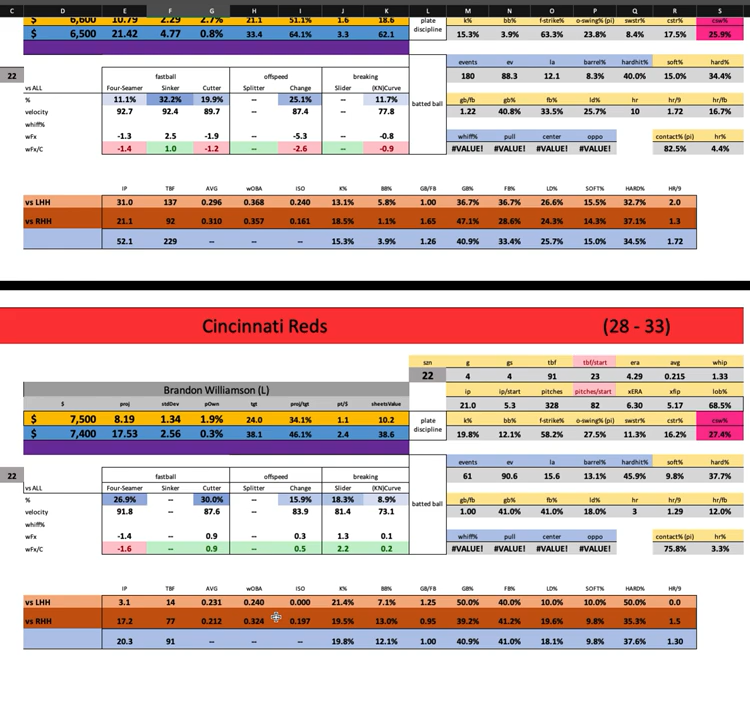 C D E F G H I J K L M N O P Q R S
$ 6,600 10.79 2.29 2.7% 21.1 51.1% 1.6 18.6 plate k% bb% f-strike% o-swing% (pi) swstr% cstr% csw%
$ 6,500 21.42 4.77 0.8% 33.4 64.1% 3.3 62.1 discipline 15.3% 3.9% 63.3% 23.8% 8.4% 17.5% 25.9%
events ev la barrel% hardhit% soft% hard%
22 fastball offspeed breaking 180 88.3 12.1 8.3% 40.0% 15.0% 34.4%
vs ALL Four-Seamer Sinker Cutter Splitter Change Slider (KN)Curve
% 11.1% 32.2% 19.9% -- 25.1% -- 11.7% batted ball gb/fb gb% fb% ld% hr hr/9 hr/fb
velocity 92.7 92.4 89.7 -- 87.4 -- 77.8 1.22 40.8% 33.5% 25.7% 10 1.72 16.7%
whiff%
wFx -1.3 2.5 -1.9 -- -5.3 -- -0.8 whiff% pull center oppo contact% (pi) hr%
wFx/C -1.4 1.0 -1.2 -- -2.6 -- -0.9 #VALUE! #VALUE! #VALUE! #VALUE! 82.5% 4.4%
IP TBF AVG wOBA ISO K% BB% GB/FB GB% FB% LD% SOFT% HARD% HR/9
vs LHH 31.0 137 0.296 0.368 0.240 13.1% 5.8% 1.00 36.7% 36.7% 26.6% 15.5% 32.7% 2.0
vs RHH 21.1 92 0.310 0.357 0.161 18.5% 1.1% 1.65 47.1% 28.6% 24.3% 14.3% 37.1% 1.3
52.1 229 -- -- -- 15.3% 3.9% 1.26 40.9% 33.4% 25.7% 15.0% 34.5% 1.72
Cincinnati Reds (28 - 33)
szn g gs tbf tbf/start era avg whip
22 4 4 91 23 4.29 0.215 1.33
Brandon Williamson (L) ip ip/start pitches pitches/start xERA xfip lob%
$ proj stdDev pOwn tgt proj/tgt pt/$ sheetsValue 21.0 5.3 328 82 6.30 5.17 68.5%
$ 7,500 8.19 1.34 1.9% 24.0 34.1% 1.1 10.2 plate k% bb% f-strike% o-swing% (pi) swstr% cstr% csw%
$ 7,400 17.53 2.56 0.3% 38.1 46.1% 2.4 38.6 discipline 19.8% 12.1% 58.2% 27.5% 11.3% 16.2% 27.4%
events ev la barrel% hardhit% soft% hard%
22 fastball offspeed breaking 61 90.6 15.6 13.1% 45.9% 9.8% 37.7%
vs ALL Four-Seamer Sinker Cutter Splitter Change Slider (KN)Curve
% 26.9% -- 30.0% -- 15.9% 18.3% 8.9% batted ball gb/fb gb% fb% ld% hr hr/9 hr/fb
velocity 91.8 -- 87.6 -- 83.9 81.4 73.1 1.00 41.0% 41.0% 18.0% 3 1.29 12.0%
whiff%
wFx -1.4 -- 0.9 -- 0.3 1.3 0.1 whiff% pull center oppo contact% (pi) hr%
wFx/C -1.6 -- 0.9 -- 0.5 2.2 0.2 #VALUE! #VALUE! #VALUE! #VALUE! 75.8% 3.3%
IP TBF AVG wOBA ISO K% BB% GB/FB GB% FB% LD% SOFT% HARD% HR/9
vs LHH 3.1 14 0.231 0.240 0.000 21.4% 7.1% 1.25 50.0% 40.0% 10.0% 10.0% 50.0% 0.0
vs RHH 17.2 77 0.212 0.324 0.197 19.5% 13.0% 0.95 39.2% 41.2% 19.6% 9.8% 35.3% 1.5
20.3 91 -- -- -- 19.8% 12.1% 1.00 40.9% 41.0% 18.1% 9.8% 37.6% 1.30